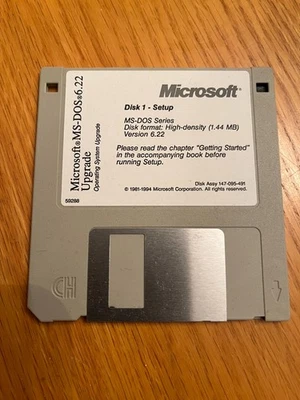 Microsoft® MS-DOS® 6.22
Upgrade
Operating System Upgrade
59288
Microsoft®
Disk 1 - Setup
MS-DOS Series
Disk format: High-density (1.44 MB)
Version 6.22
Please read the chapter "Getting Started"
in the accompanying book before
running Setup.
Disk Assy 147-095-491
© 1981-1994 Microsoft Corporation. All rights reserved.